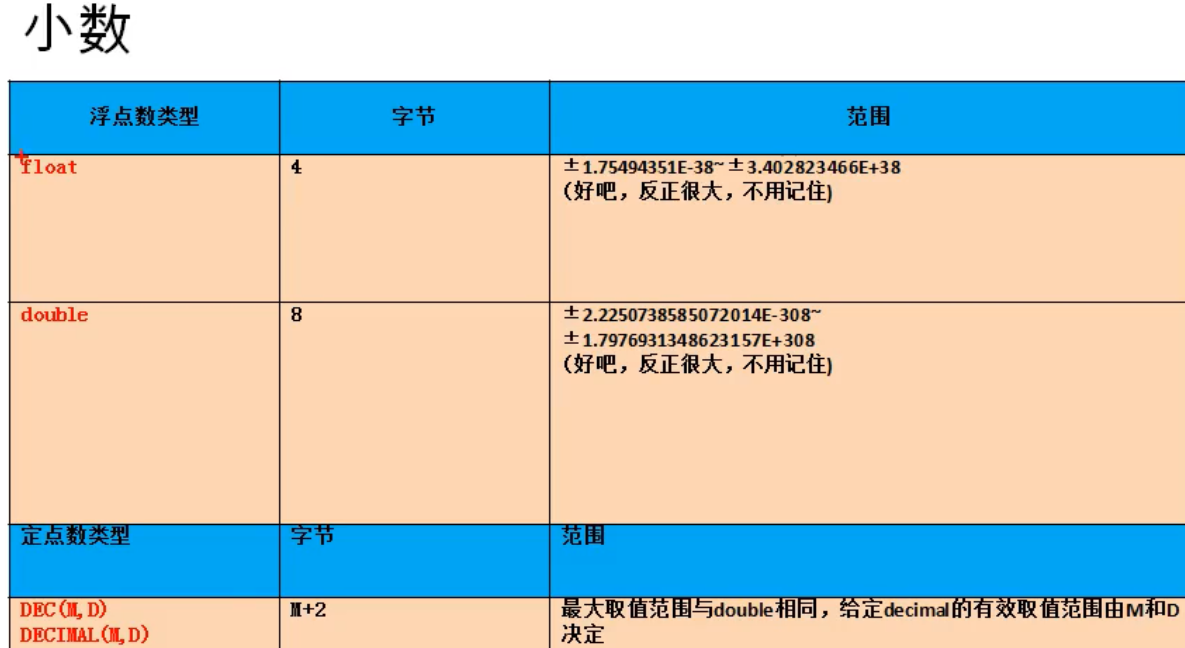 小数
浮点数类型 字节 范围
float 4 ±1.75494351E-38~±3.402823466E+38
(好吧，反正很大，不用记住)
double 8 ±2.2250738585072014E-308~
±1.7976931348623157E+308
(好吧，反正很大，不用记住)
定点数类型 字节 范围
DEC(M,D) M+2 最大取值范围与double相同，给定decimal的有效取值范围由M和D
DECIMAL(M,D) 决定